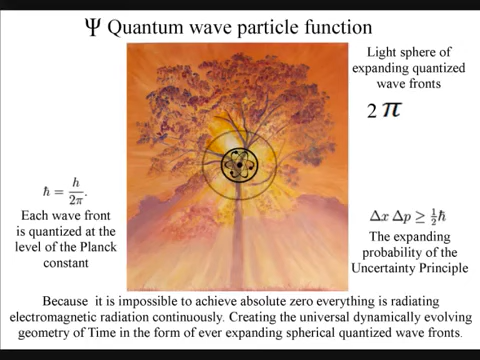 Ψ Quantum wave particle function
Light sphere of
expanding quantized
wave fronts
2 π
ħ = h/2π.
Each wave front
is quantized at the
level of the Planck
constant
Δx Δp ≥ ½ħ
The expanding
probability of the
Uncertainty Principle
Because it is impossible to achieve absolute zero everything is radiating
electromagnetic radiation continuously. Creating the universal dynamically evolving
geometry of Time in the form of ever expanding spherical quantized wave fronts.